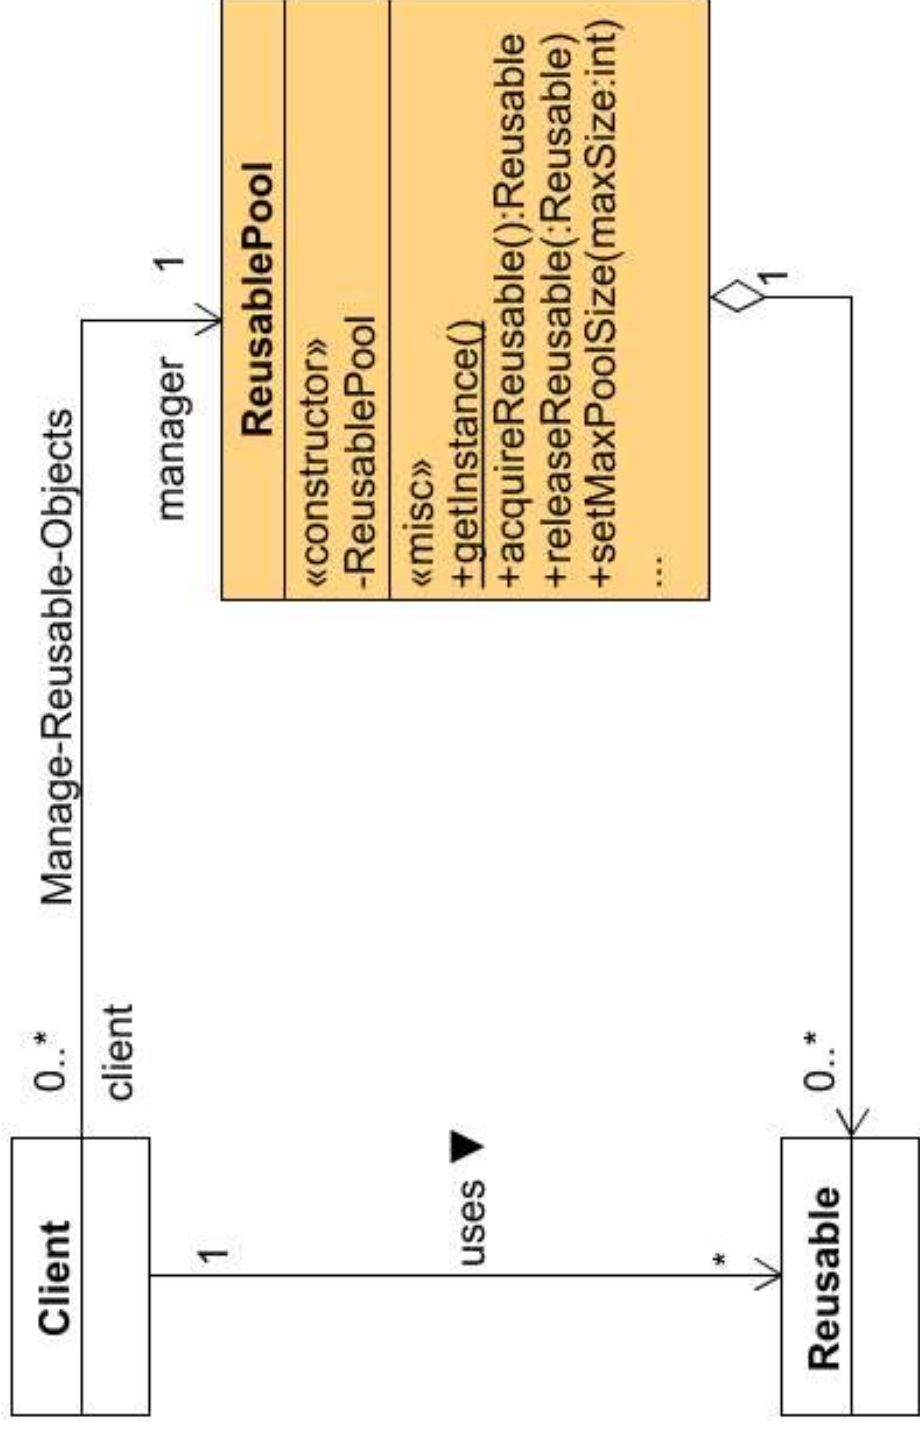 Client
0..*
client
Manage-Reusable-Objects
manager
1
ReusablePool
«constructor»
-ReusablePool
«misc»
+getInstance()
+acquireReusable():Reusable
+releaseReusable(:Reusable)
+setMaxPoolSize(maxSize:int)
...
1
uses
*
1
0..*
Reusable